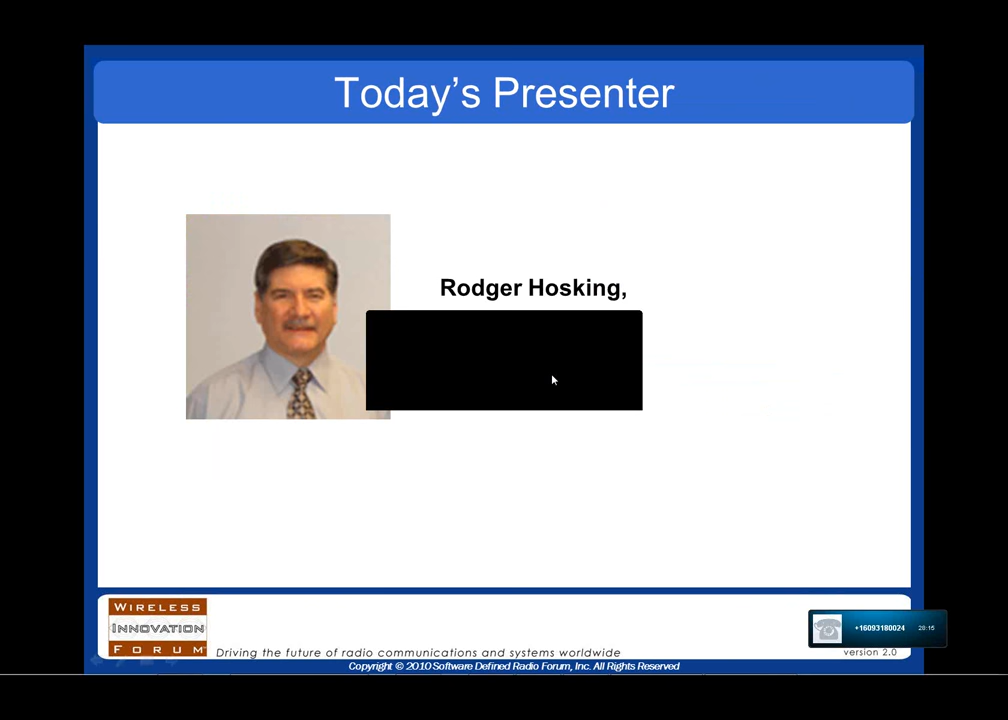 Today's Presenter
Rodger Hosking,
WIRELESS
INNOVATION
FORUM
Driving the future of radio communications and systems worldwide
+16093180024 28:15
version 2.0
Copyright © 2010 Software Defined Radio Forum, Inc. All Rights Reserved